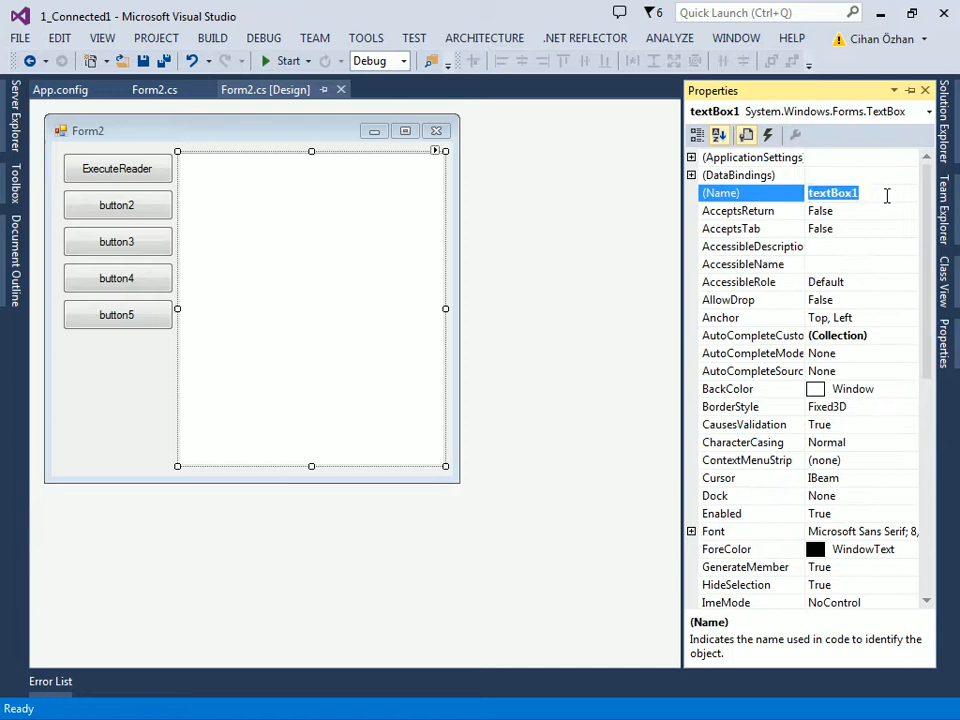 1_Connected1 - Microsoft Visual Studio
6
Quick Launch (Ctrl+Q)
FILE EDIT VIEW PROJECT BUILD DEBUG TEAM TOOLS TEST ARCHITECTURE .NET REFLECTOR ANALYZE WINDOW HELP Cihan Özhan
Start Debug
App.config Form2.cs Form2.cs [Design]
Server Explorer
Toolbox
Document Outline
Form2
ExecuteReader
button2
button3
button4
button5
Properties
textBox1 System.Windows.Forms.TextBox
(ApplicationSettings)
(DataBindings)
(Name) textBox1
AcceptsReturn False
AcceptsTab False
AccessibleDescriptio
AccessibleName
AccessibleRole Default
AllowDrop False
Anchor Top, Left
AutoCompleteCusto (Collection)
AutoCompleteMode None
AutoCompleteSourc None
BackColor Window
BorderStyle Fixed3D
CausesValidation True
CharacterCasing Normal
ContextMenuStrip (none)
Cursor IBeam
Dock None
Enabled True
Font Microsoft Sans Serif; 8,
ForeColor WindowText
GenerateMember True
HideSelection True
ImeMode NoControl
(Name)
Indicates the name used in code to identify the
object.
Solution Explorer
Team Explorer
Class View
Properties
Error List
Ready